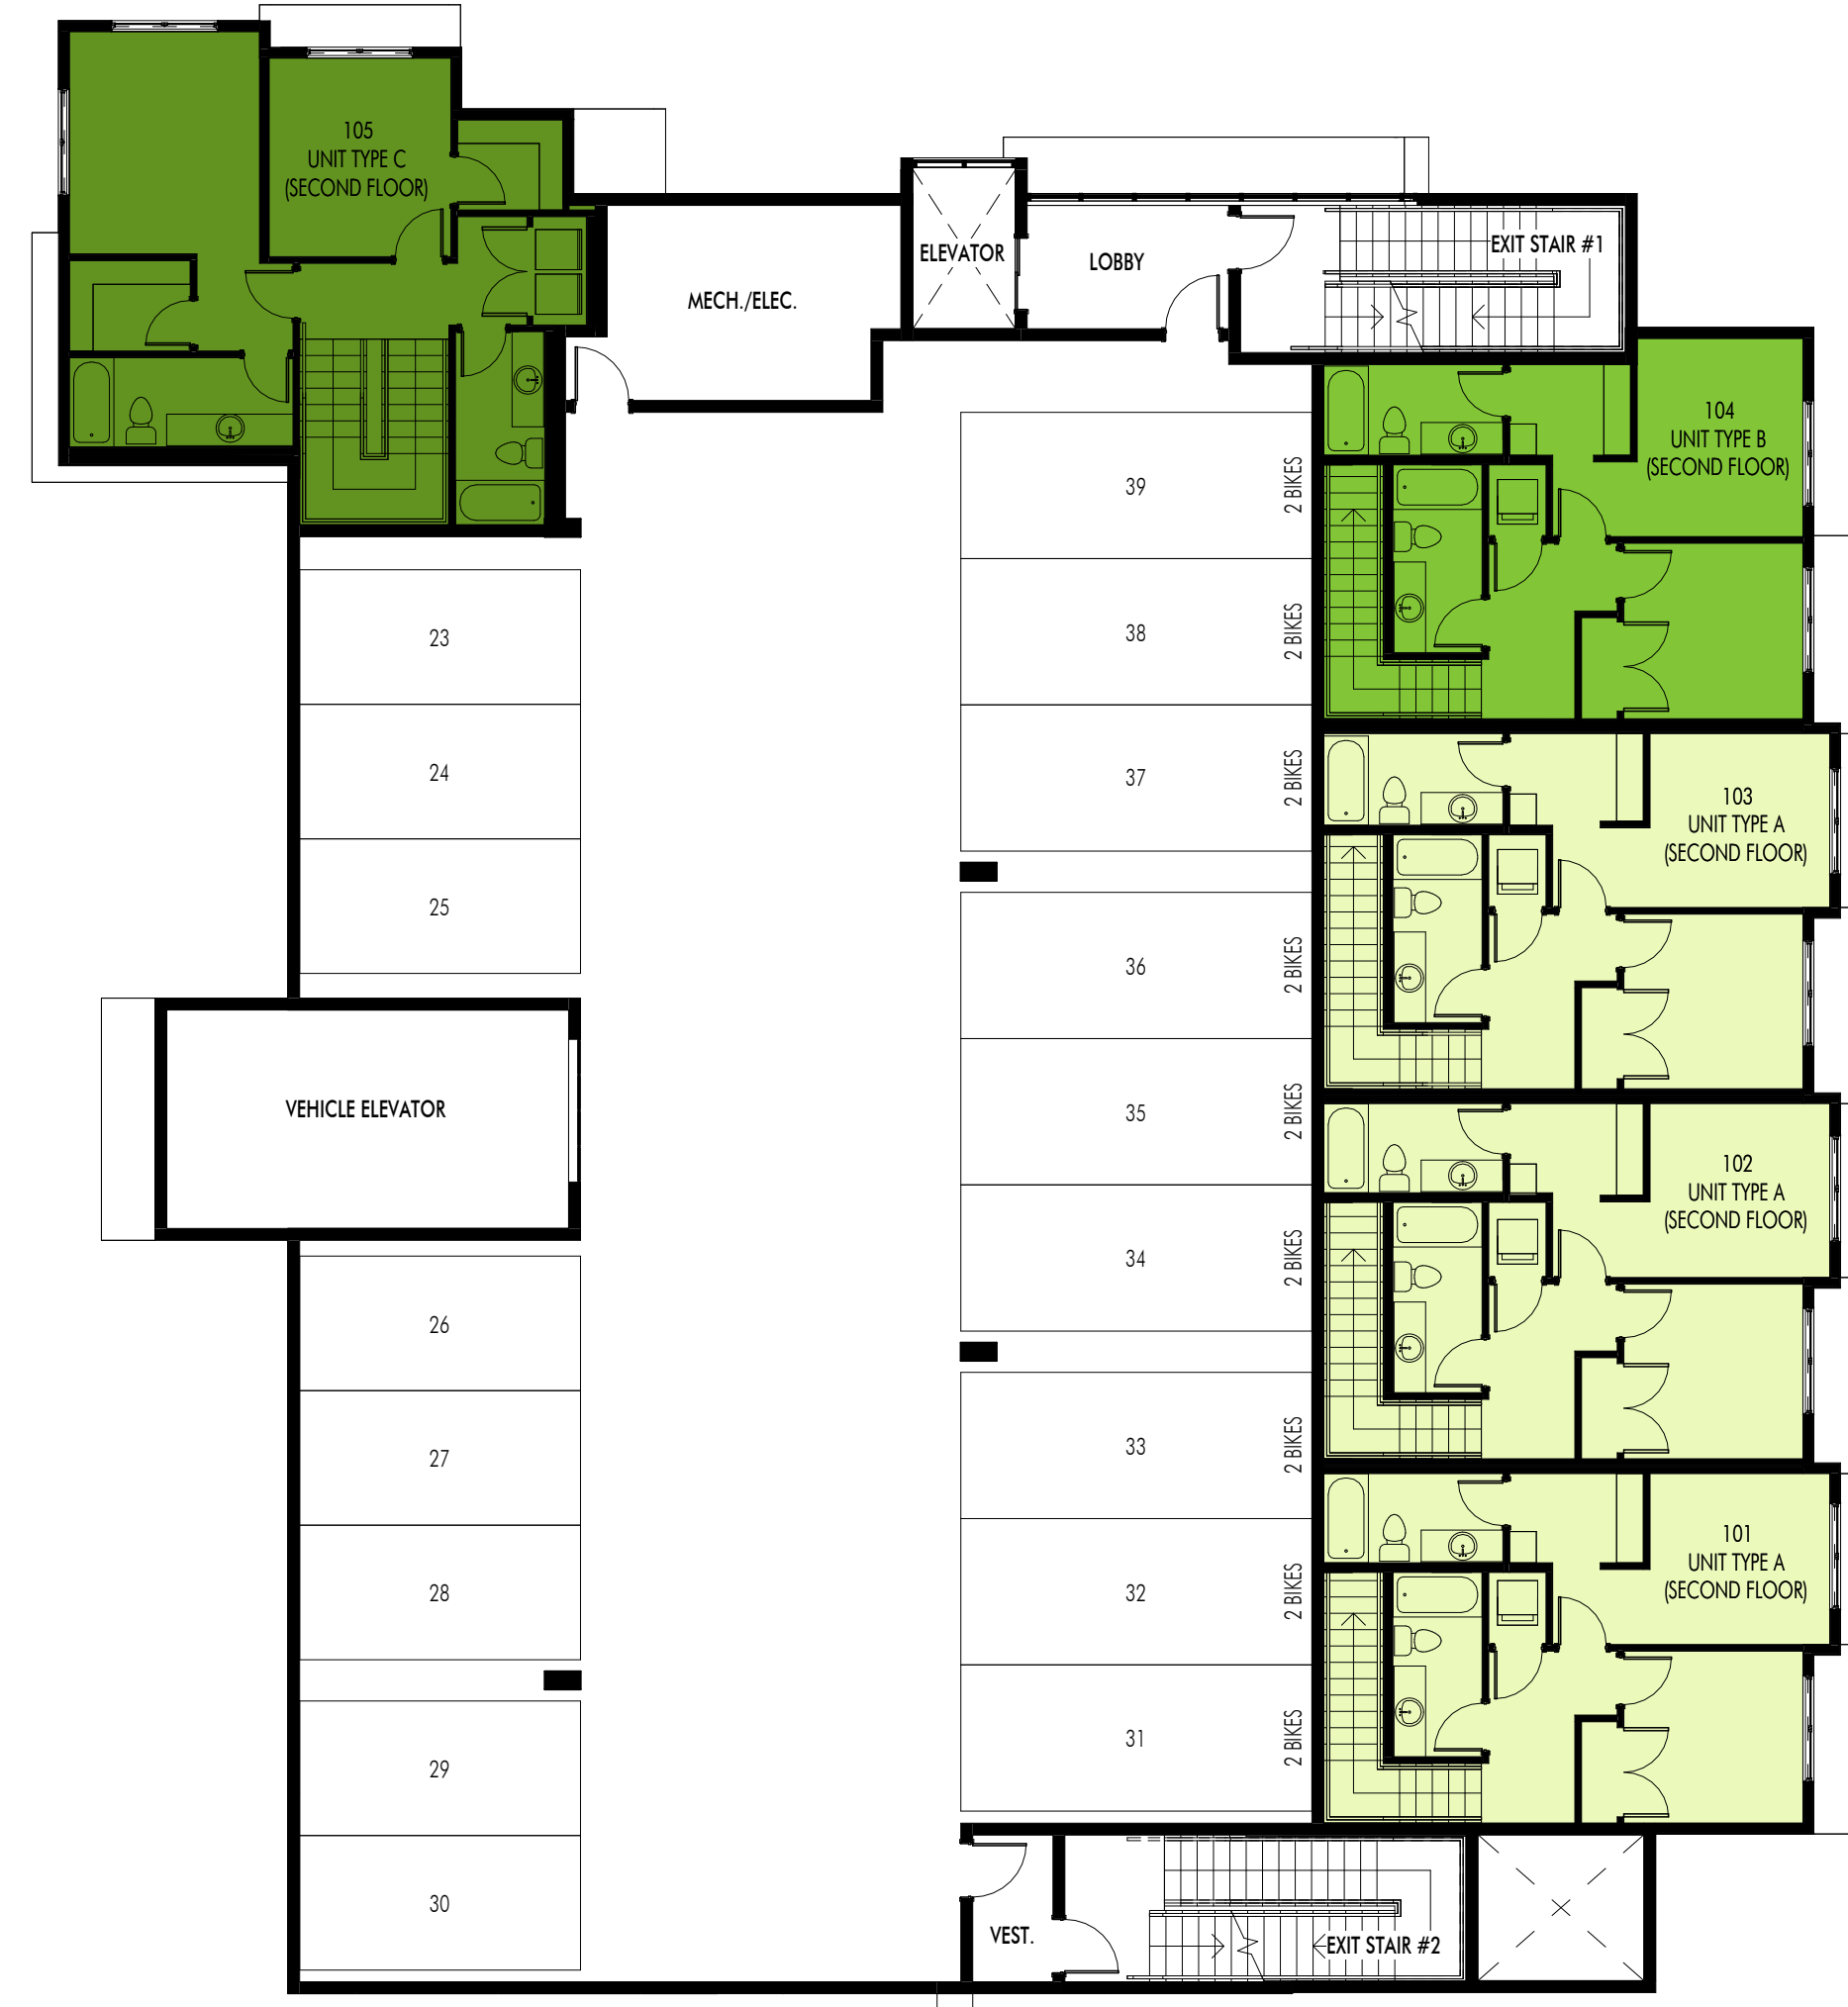 105
UNIT TYPE C
(SECOND FLOOR)
MECH./ELEC.
ELEVATOR
LOBBY
EXIT STAIR #1
104
UNIT TYPE B
(SECOND FLOOR)
39
2 BIKES
38
2 BIKES
37
2 BIKES
36
2 BIKES
35
2 BIKES
34
2 BIKES
33
2 BIKES
32
2 BIKES
31
2 BIKES
23
24
25
VEHICLE ELEVATOR
26
27
28
29
30
103
UNIT TYPE A
(SECOND FLOOR)
102
UNIT TYPE A
(SECOND FLOOR)
101
UNIT TYPE A
(SECOND FLOOR)
VEST.
EXIT STAIR #2